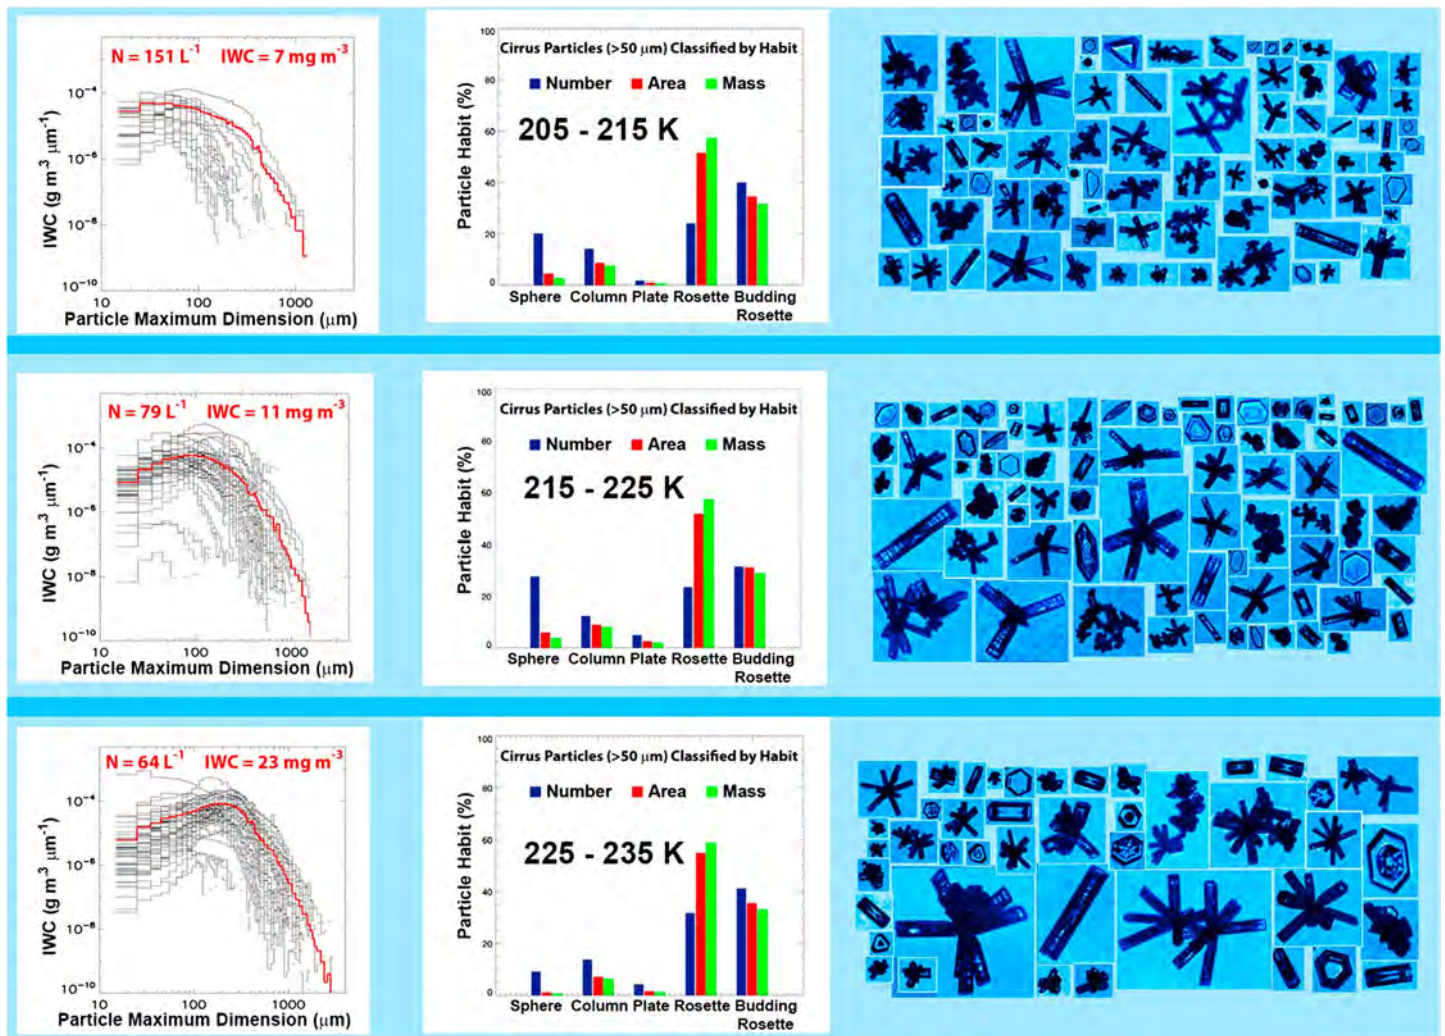 N = 151 L⁻¹ IWC = 7 mg m⁻³
IWC (g m⁻³ μm⁻¹)
10⁻⁴
10⁻⁶
10⁻⁸
10⁻¹⁰
10 100 1000
Particle Maximum Dimension (μm)
Cirrus Particles (>50 μm) Classified by Habit
Number Area Mass
205 - 215 K
Particle Habit (%)
100
80
60
40
20
0
Sphere Column Plate Rosette Budding
Rosette
N = 79 L⁻¹ IWC = 11 mg m⁻³
IWC (g m⁻³ μm⁻¹)
10⁻⁴
10⁻⁶
10⁻⁸
10⁻¹⁰
10 100 1000
Particle Maximum Dimension (μm)
Cirrus Particles (>50 μm) Classified by Habit
Number Area Mass
215 - 225 K
Particle Habit (%)
100
80
60
40
20
0
Sphere Column Plate Rosette Budding
Rosette
N = 64 L⁻¹ IWC = 23 mg m⁻³
IWC (g m⁻³ μm⁻¹)
10⁻⁴
10⁻⁶
10⁻⁸
10⁻¹⁰
10 100 1000
Particle Maximum Dimension (μm)
Cirrus Particles (>50 μm) Classified by Habit
Number Area Mass
225 - 235 K
Particle Habit (%)
100
80
60
40
20
0
Sphere Column Plate Rosette Budding
Rosette